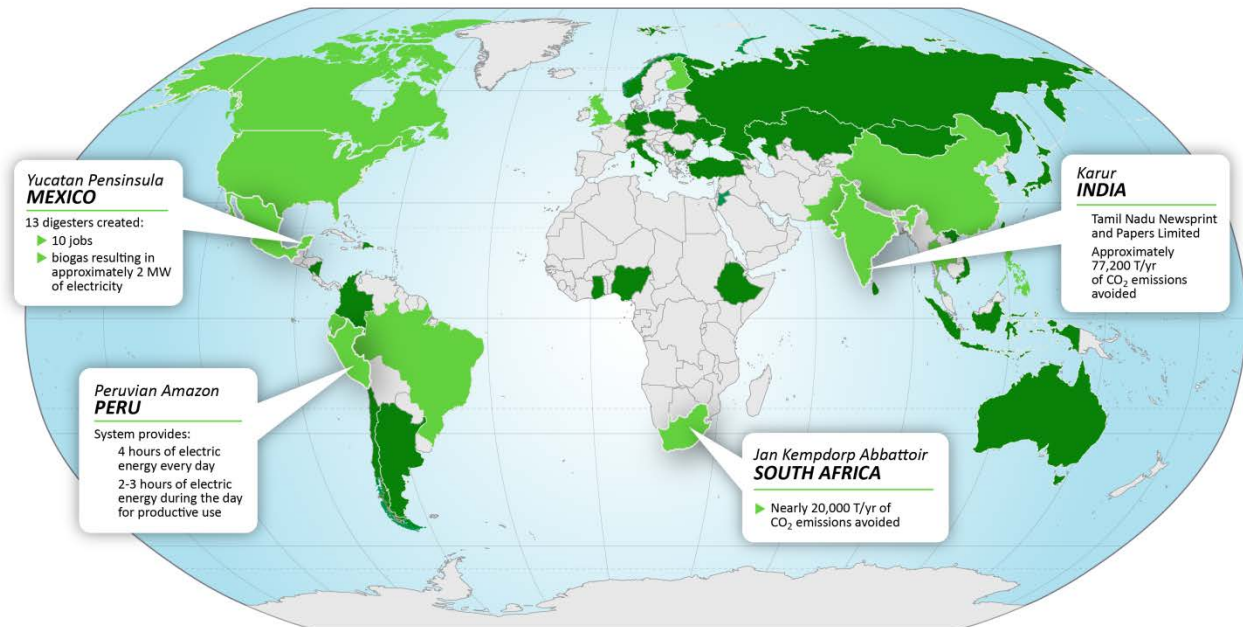 Yucatan Pensinsula
MEXICO
13 digesters created:
10 jobs
biogas resulting in
approximately 2 MW
of electricity
Peruvian Amazon
PERU
System provides:
4 hours of electric
energy every day
2-3 hours of electric
energy during the day
for productive use
Jan Kempdorp Abbattoir
SOUTH AFRICA
Nearly 20,000 T/yr of
CO₂ emissions avoided
Karur
INDIA
Tamil Nadu Newsprint
and Papers Limited
Approximately
77,200 T/yr
of CO₂ emissions
avoided